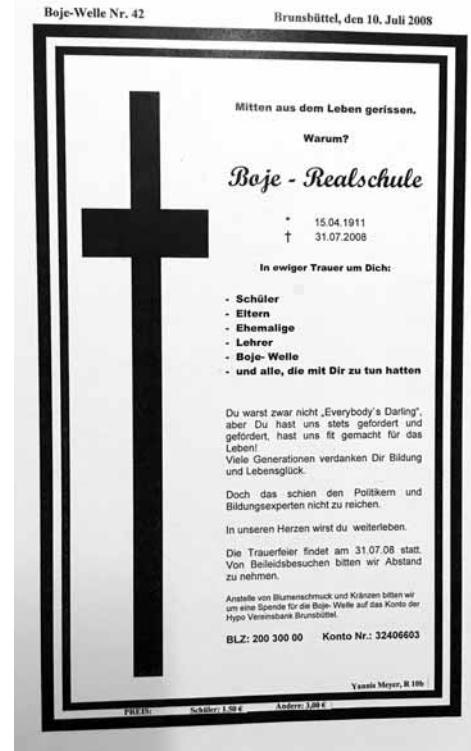 Boje-Welle Nr. 42
Brunsbüttel, den 10. Juli 2008
Mitten aus dem Leben gerissen.
Warum?
Boje - Realschule
* 15.04.1911
† 31.07.2008
In ewiger Trauer um Dich:
- Schüler
- Eltern
- Ehemalige
- Lehrer
- Boje- Welle
- und alle, die mit Dir zu tun hatten
Du warst zwar nicht „Everybody´s Darling",
aber Du hast uns stets gefordert und
gefördert, hast uns fit gemacht für das
Leben!
Viele Generationen verdanken Dir Bildung
und Lebensglück.
Doch das schien den Politikern und
Bildungsexperten nicht zu reichen.
In unseren Herzen wirst du weiterleben.
Die Trauerfeier findet am 31.07.08 statt.
Von Beileidsbesuchen bitten wir Abstand
zu nehmen.
Anstelle von Blumenschmuck und Kränzen bitten wir
um eine Spende für die Boje- Welle auf das Konto der
Hypo Vereinsbank Brunsbüttel.
BLZ: 200 300 00 Konto Nr.: 32406603
Yannis Meyer, R 10b
PREIS: Schüler: 1,50 € Andere: 3,00 €